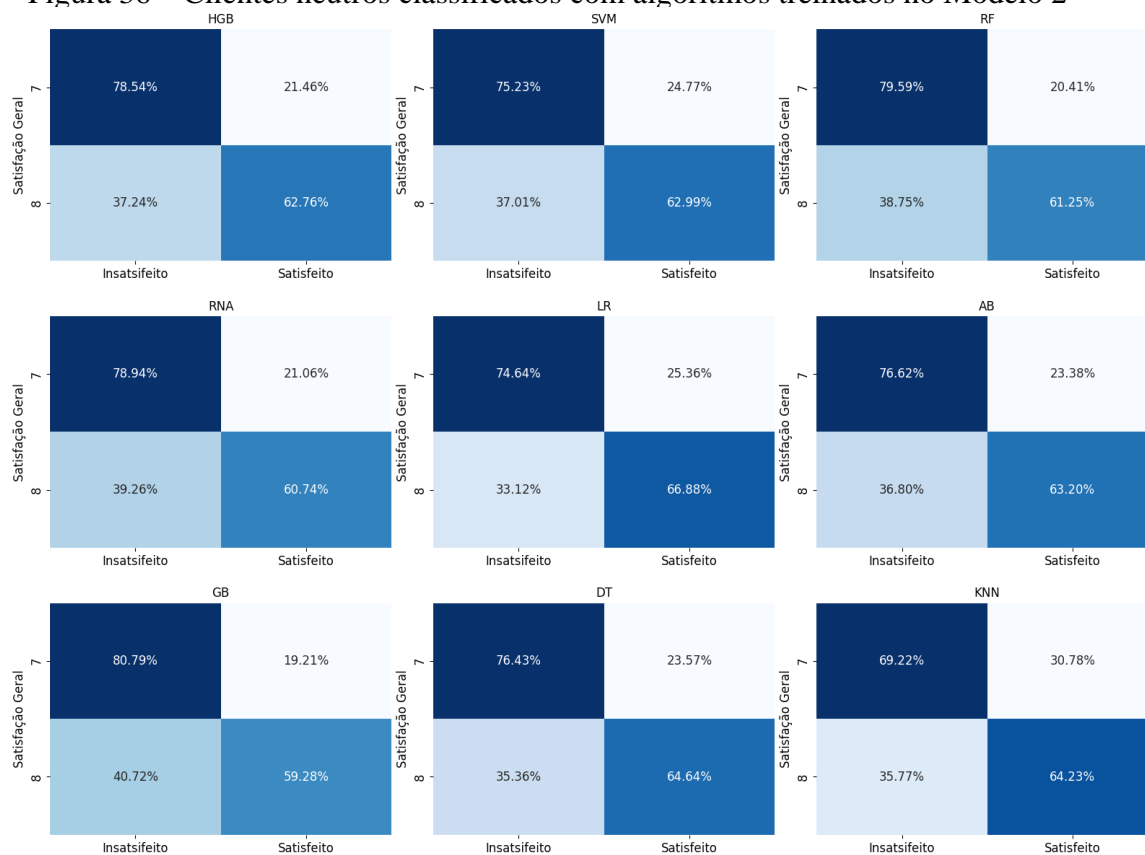 Figura – Clientes neutros classificados com algoritmos treinados no Modelo 2
HGB SVM RF
Satisfação Geral 7 78.54% 21.46% Satisfação Geral 7 75.23% 24.77% Satisfação Geral 7 79.59% 20.41%
8 37.24% 62.76% 8 37.01% 62.99% 8 38.75% 61.25%
Insatsifeito Satisfeito Insatsifeito Satisfeito Insatsifeito Satisfeito
RNA LR AB
Satisfação Geral 7 78.94% 21.06% Satisfação Geral 7 74.64% 25.36% Satisfação Geral 7 76.62% 23.38%
8 39.26% 60.74% 8 33.12% 66.88% 8 36.80% 63.20%
Insatsifeito Satisfeito Insatsifeito Satisfeito Insatsifeito Satisfeito
GB DT KNN
Satisfação Geral 7 80.79% 19.21% Satisfação Geral 7 76.43% 23.57% Satisfação Geral 7 69.22% 30.78%
8 40.72% 59.28% 8 35.36% 64.64% 8 35.77% 64.23%
Insatsifeito Satisfeito Insatsifeito Satisfeito Insatsifeito Satisfeito